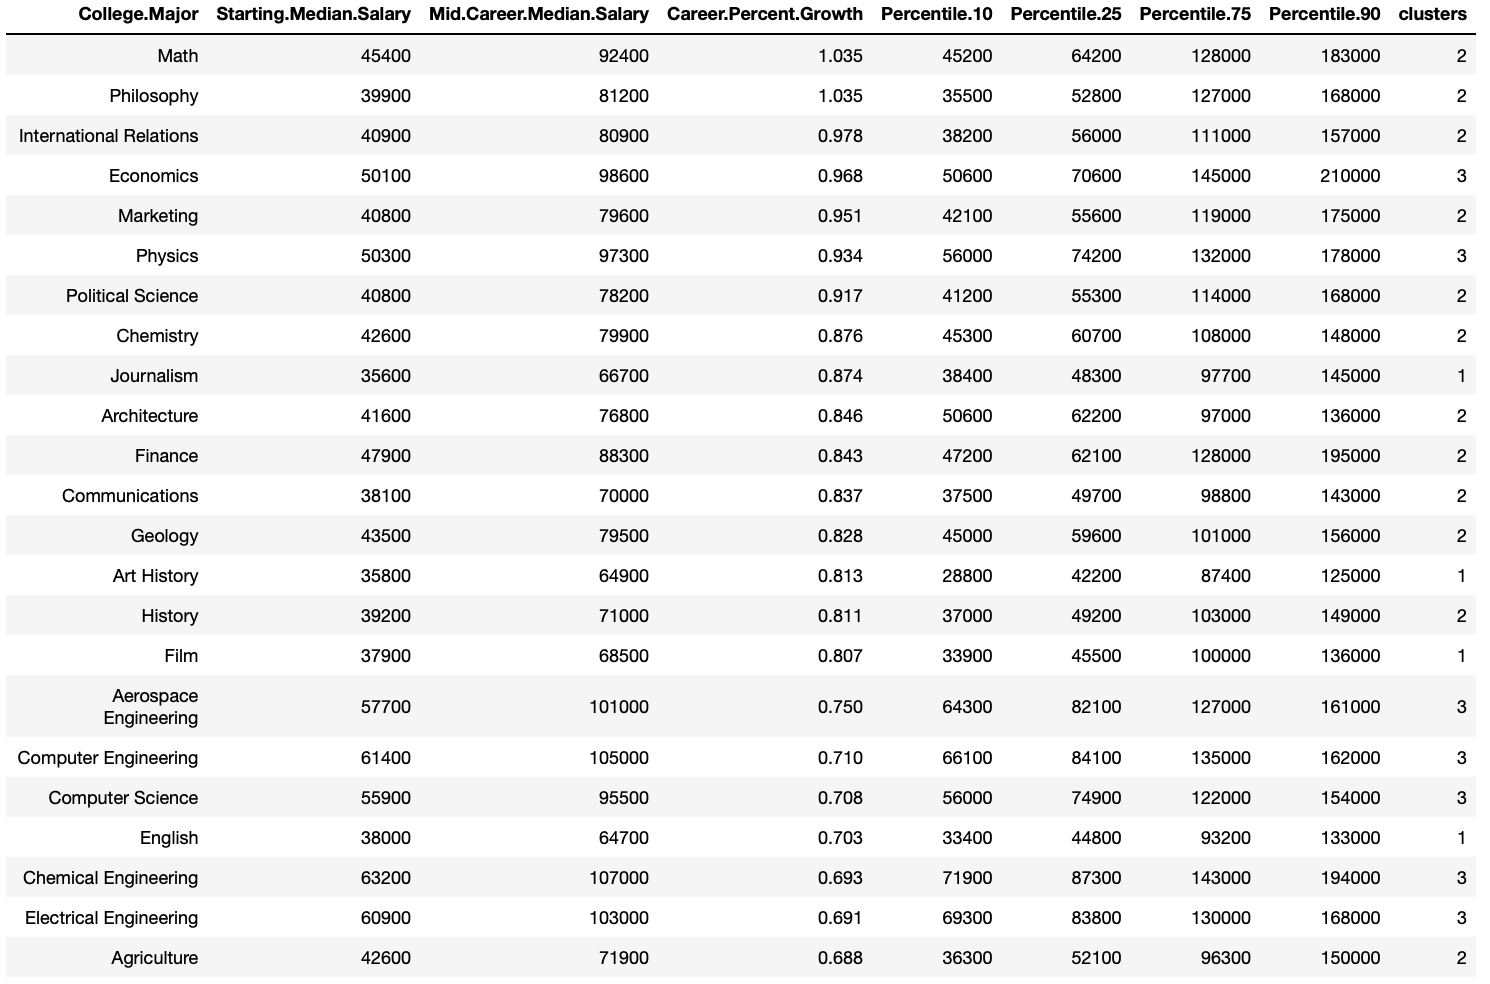 College.Major Starting.Median.Salary Mid.Career.Median.Salary Career.Percent.Growth Percentile.10 Percentile.25 Percentile.75 Percentile.90 clusters
Math 45400 92400 1.035 45200 64200 128000 183000 2
Philosophy 39900 81200 1.035 35500 52800 127000 168000 2
International Relations 40900 80900 0.978 38200 56000 111000 157000 2
Economics 50100 98600 0.968 50600 70600 145000 210000 3
Marketing 40800 79600 0.951 42100 55600 119000 175000 2
Physics 50300 97300 0.934 56000 74200 132000 178000 3
Political Science 40800 78200 0.917 41200 55300 114000 168000 2
Chemistry 42600 79900 0.876 45300 60700 108000 148000 2
Journalism 35600 66700 0.874 38400 48300 97700 145000 1
Architecture 41600 76800 0.846 50600 62200 97000 136000 2
Finance 47900 88300 0.843 47200 62100 128000 195000 2
Communications 38100 70000 0.837 37500 49700 98800 143000 2
Geology 43500 79500 0.828 45000 59600 101000 156000 2
Art History 35800 64900 0.813 28800 42200 87400 125000 1
History 39200 71000 0.811 37000 49200 103000 149000 2
Film 37900 68500 0.807 33900 45500 100000 136000 1
Aerospace
Engineering 57700 101000 0.750 64300 82100 127000 161000 3
Computer Engineering 61400 105000 0.710 66100 84100 135000 162000 3
Computer Science 55900 95500 0.708 56000 74900 122000 154000 3
English 38000 64700 0.703 33400 44800 93200 133000 1
Chemical Engineering 63200 107000 0.693 71900 87300 143000 194000 3
Electrical Engineering 60900 103000 0.691 69300 83800 130000 168000 3
Agriculture 42600 71900 0.688 36300 52100 96300 150000 2